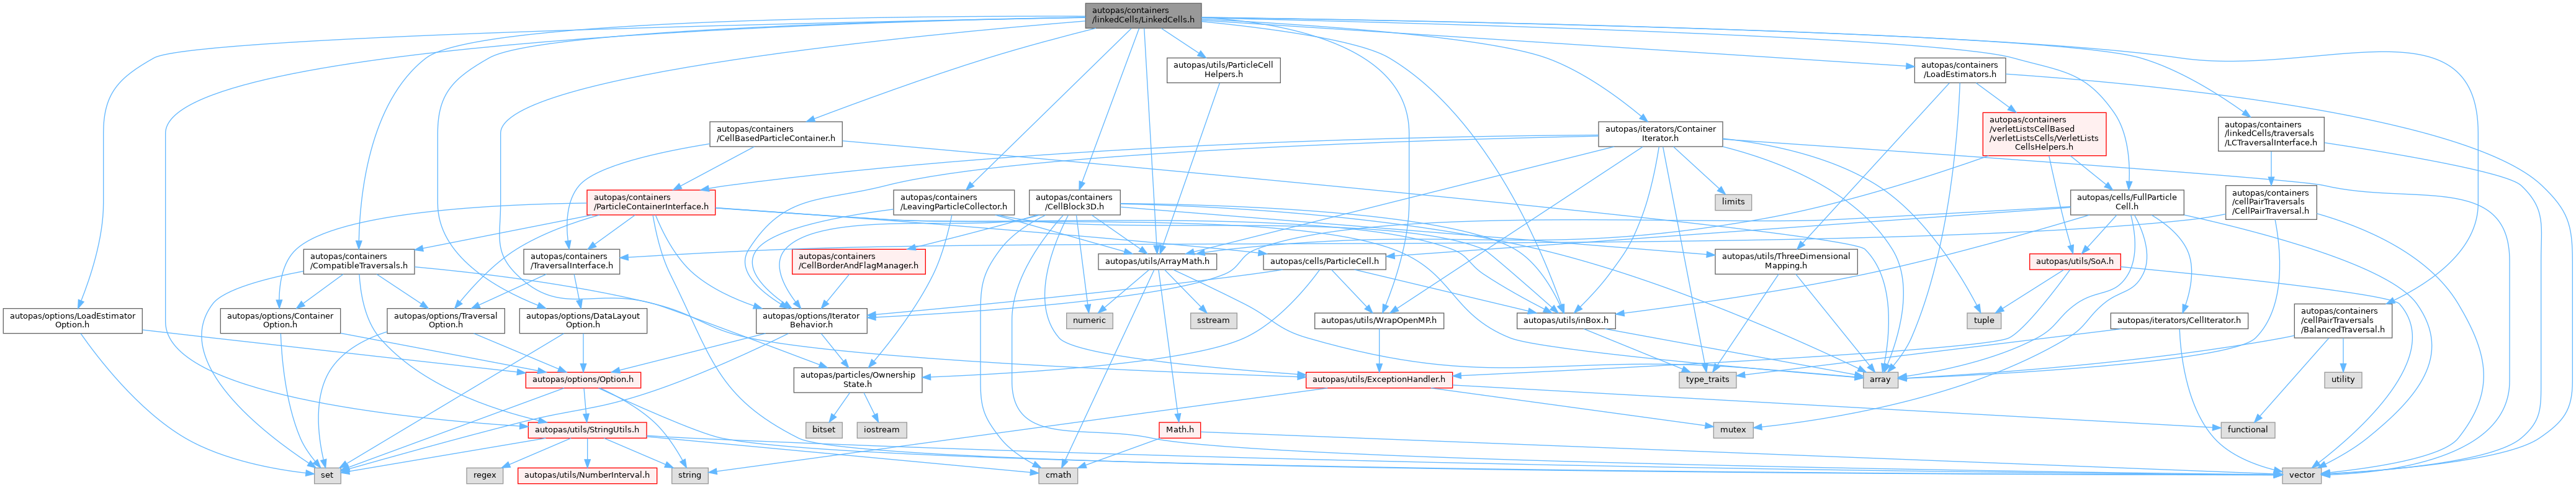 autopas/containers
/linkedCells/LinkedCells.h
autopas/utils/ParticleCell
Helpers.h
autopas/containers
/LoadEstimators.h
autopas/containers
/CellBasedParticleContainer.h
autopas/iterators/Container
Iterator.h
autopas/containers
/verletListsCellBased
/verletListsCells/VerletLists
CellsHelpers.h
autopas/containers
/linkedCells/traversals
/LCTraversalInterface.h
autopas/containers
/ParticleContainerInterface.h
autopas/containers
/LeavingParticleCollector.h
autopas/containers
/CellBlock3D.h
limits
autopas/cells/FullParticle
Cell.h
autopas/containers
/cellPairTraversals
/CellPairTraversal.h
autopas/containers
/CompatibleTraversals.h
autopas/containers
/TraversalInterface.h
autopas/containers
/CellBorderAndFlagManager.h
autopas/utils/ArrayMath.h
autopas/cells/ParticleCell.h
autopas/utils/ThreeDimensional
Mapping.h
autopas/utils/SoA.h
autopas/options/LoadEstimator
Option.h
autopas/options/Container
Option.h
autopas/options/Traversal
Option.h
autopas/options/DataLayout
Option.h
autopas/options/Iterator
Behavior.h
numeric
sstream
autopas/utils/WrapOpenMP.h
autopas/utils/inBox.h
tuple
autopas/iterators/CellIterator.h
autopas/containers
/cellPairTraversals
/BalancedTraversal.h
autopas/options/Option.h
autopas/particles/Ownership
State.h
autopas/utils/ExceptionHandler.h
type_traits
array
utility
autopas/utils/StringUtils.h
bitset
iostream
Math.h
mutex
functional
set
regex
autopas/utils/NumberInterval.h
string
cmath
vector